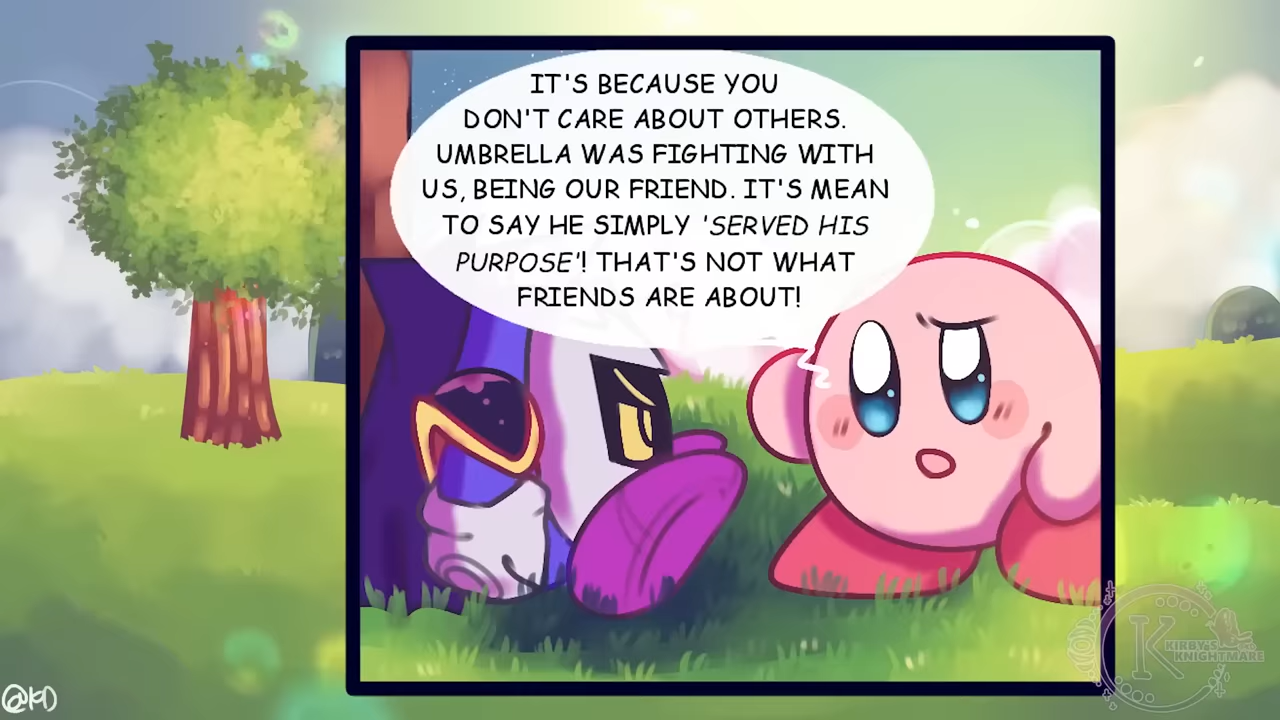 IT'S BECAUSE YOU
DON'T CARE ABOUT OTHERS.
UMBRELLA WAS FIGHTING WITH
US, BEING OUR FRIEND. IT'S MEAN
TO SAY HE SIMPLY 'SERVED HIS
PURPOSE'! THAT'S NOT WHAT
FRIENDS ARE ABOUT!
K
KIRBY'S
KNIGHTMARE